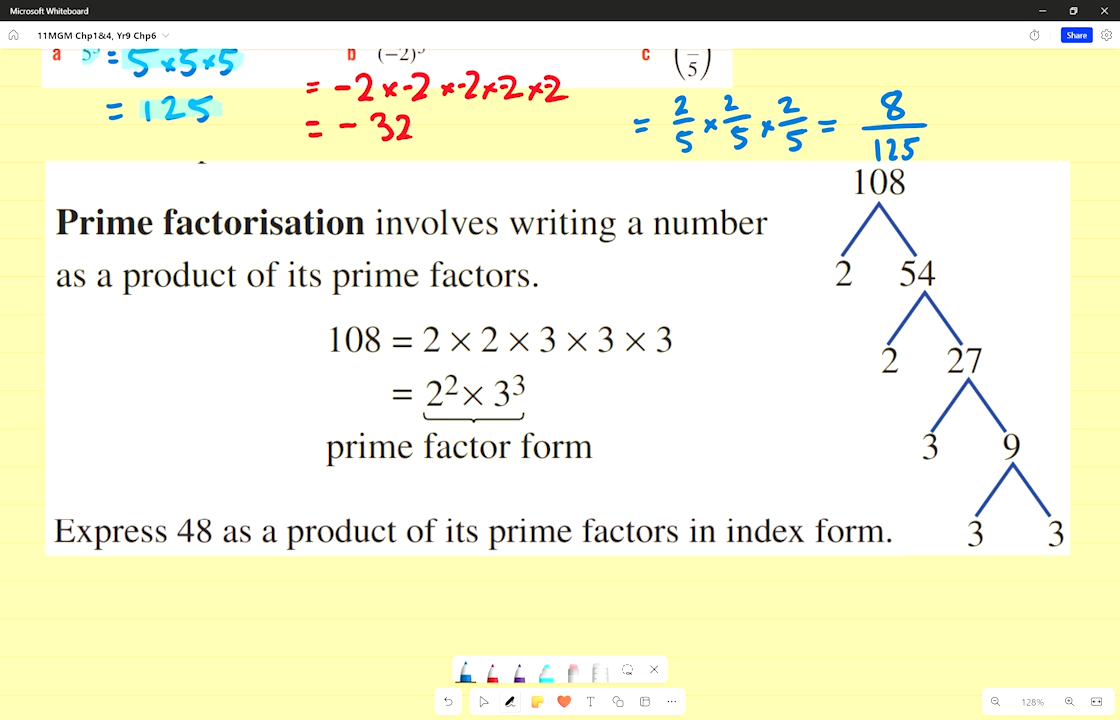 Microsoft Whiteboard
11MGM Chp1&4, Yr9 Chp6
Share
a = 5×5×5
b (−2)⁵
c
5
= 125
= -2×-2×-2×-2×-2
= -32
= 2/5 × 2/5 × 2/5 = 8/125
108
Prime factorisation involves writing a number
as a product of its prime factors.
2 54
108 = 2 × 2 × 3 × 3 × 3
2 27
= 2² × 3³
prime factor form
3 9
Express 48 as a product of its prime factors in index form.
3 3
128%